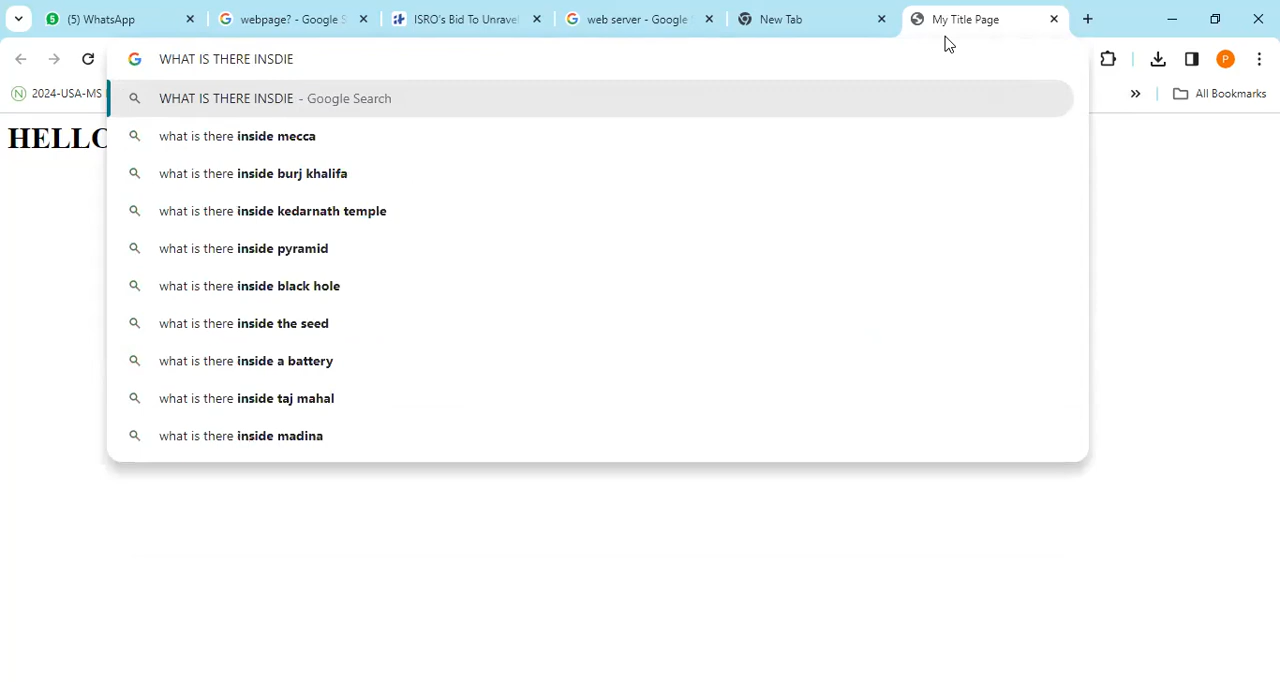 (5) WhatsApp
webpage? - Google S
ISRO's Bid To Unravel
web server - Google
New Tab
My Title Page
WHAT IS THERE INSDIE
P
2024-USA-MS
All Bookmarks
WHAT IS THERE INSDIE - Google Search
HELLO
what is there inside mecca
what is there inside burj khalifa
what is there inside kedarnath temple
what is there inside pyramid
what is there inside black hole
what is there inside the seed
what is there inside a battery
what is there inside taj mahal
what is there inside madina